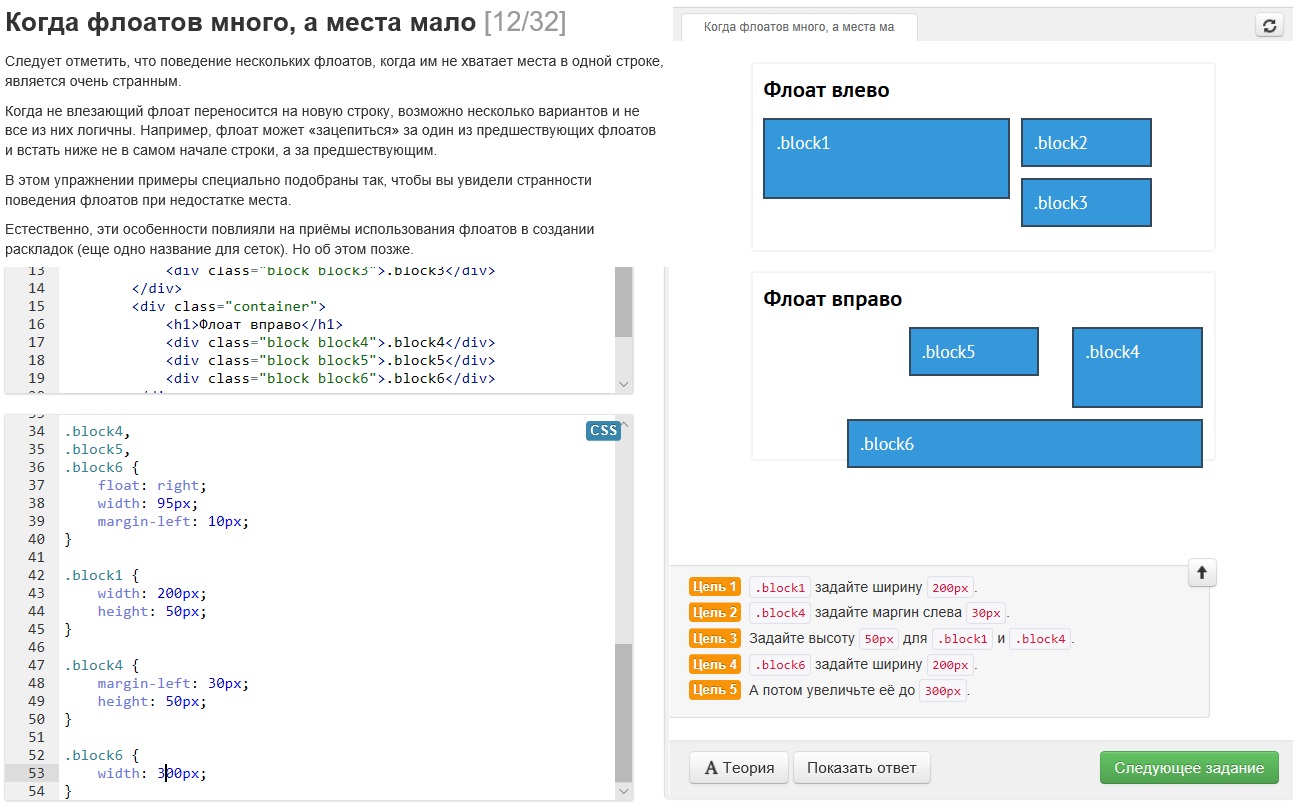 Когда флоатов много, а места мало [12/32]
Следует отметить, что поведение нескольких флоатов, когда им не хватает места в одной строке,
является очень странным.
Когда не влезающий флоат переносится на новую строку, возможно несколько вариантов и не
все из них логичны. Например, флоат может «зацепиться» за один из предшествующих флоатов
и встать ниже не в самом начале строки, а за предшествующим.
В этом упражнении примеры специально подобраны так, чтобы вы увидели странности
поведения флоатов при недостатке места.
Естественно, эти особенности повлияли на приёмы использования флоатов в создании
раскладок (еще одно название для сеток). Но об этом позже.
13 <div class="block block3">.block3</div>
14 </div>
15 <div class="container">
16 <h1>Флоат вправо</h1>
17 <div class="block block4">.block4</div>
18 <div class="block block5">.block5</div>
19 <div class="block block6">.block6</div>
CSS
34 .block4,
35 .block5,
36 .block6 {
37 float: right;
38 width: 95px;
39 margin-left: 10px;
40 }
41
42 .block1 {
43 width: 200px;
44 height: 50px;
45 }
46
47 .block4 {
48 margin-left: 30px;
49 height: 50px;
50 }
51
52 .block6 {
53 width: 300px;
54 }
Когда флоатов много, а места ма
Флоат влево
.block1
.block2
.block3
Флоат вправо
.block5
.block4
.block6
Цель 1 .block1 задайте ширину 200px.
Цель 2 .block4 задайте маргин слева 30px.
Цель 3 Задайте высоту 50px для .block1 и .block4.
Цель 4 .block6 задайте ширину 200px.
Цель 5 А потом увеличьте её до 300px.
A Теория
Показать ответ
Следующее задание